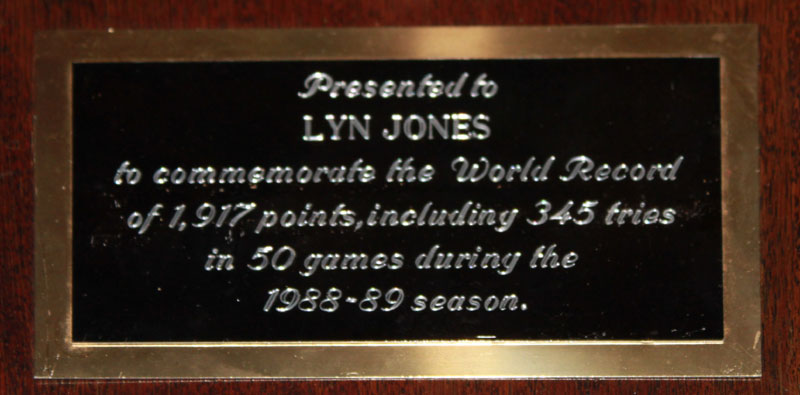 Presented to
LYN JONES
to commemorate the World Record
of 1,917 points, including 345 tries
in 50 games during the
1988-89 season.